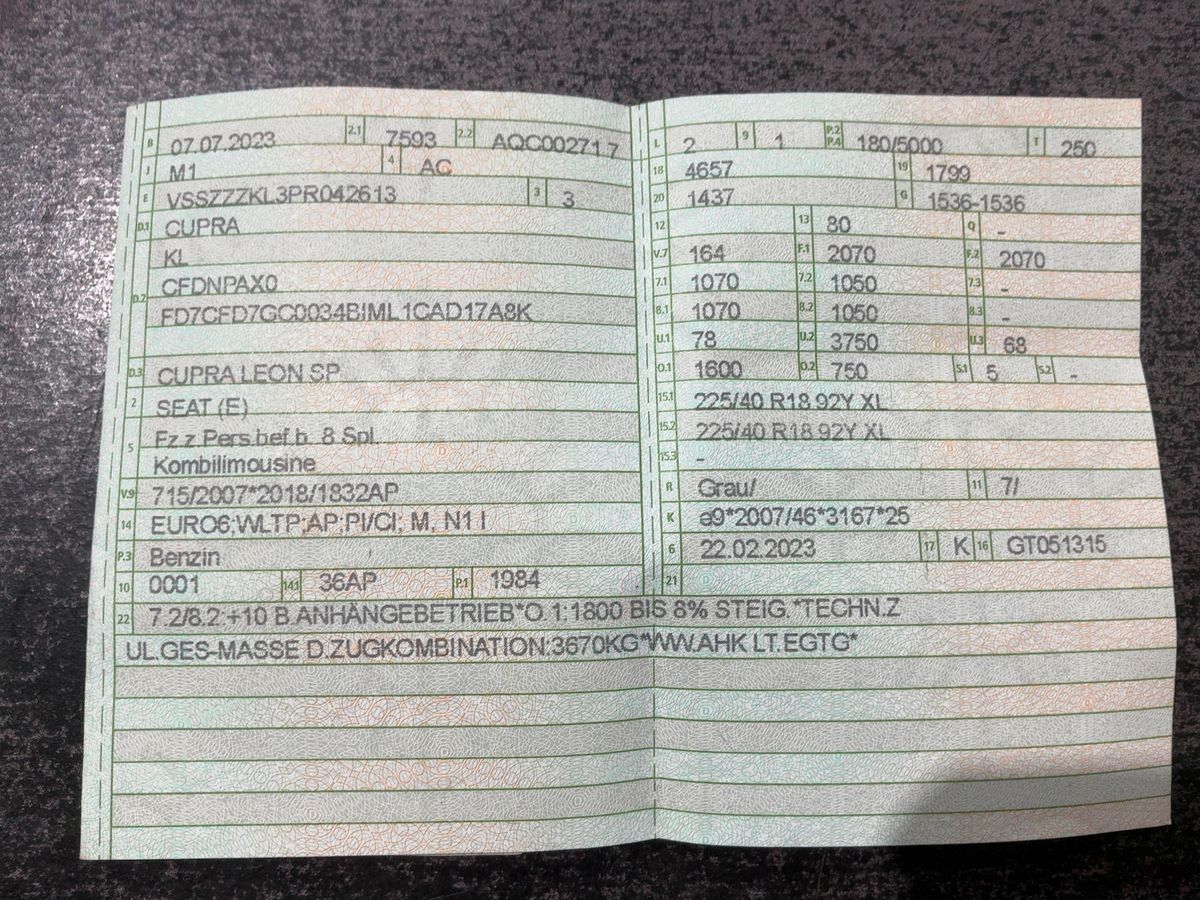 B 07.07.2023 2.1 7593 2.2 AQC00271 7
J M1 4 AC
E VSSZZZKL3PR042613 3 3
D.1 CUPRA
KL
D.2 CFDNPAX0
FD7CFD7GC0034BIML1CAD17A8K
D.3 CUPRA LEON SP
2 SEAT (E)
5 Fz.z.Pers.bef.b. 8 Spl.
Kombilimousine
V.9 715/2007*2018/1832AP
14 EURO6;WLTP;AP;PI/CI; M, N1 I
P.3 Benzin
10 0001 14.1 36AP P.1 1984
L 2 9 1 P.2 P.4 180/5000 T 250
18 4657 19 1799
20 1437 G 1536-1536
12 13 80 Q -
V.7 164 F.1 2070 F.2 2070
7.1 1070 7.2 1050 7.3 -
8.1 1070 8.2 1050 8.3 -
U.1 78 U.2 3750 U.3 68
O.1 1600 O.2 750 S.1 5 S.2 -
15.1 225/40 R18 92Y XL
15.2 225/40 R18 92Y XL
15.3 -
R Grau/ 11 7/
K e9*2007/46*3167*25
6 22.02.2023 17 K 16 GT051315
21
22 7.2/8.2:+10 B.ANHÄNGEBETRIEB*O.1:1800 BIS 8% STEIG.*TECHN.Z
UL.GES-MASSE D.ZUGKOMBINATION:3670KG*WW.AHK LT.EGTG*